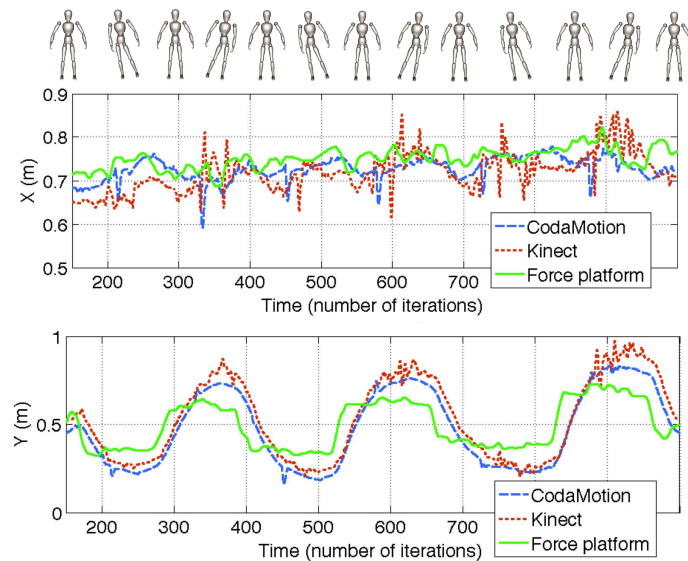 0.9
0.8
0.7
0.6
0.5
X (m)
200 300 400 500 600 700
Time (number of iterations)
CodaMotion
Kinect
Force platform
1
0.5
0
Y (m)
200 300 400 500 600 700
Time (number of iterations)
CodaMotion
Kinect
Force platform